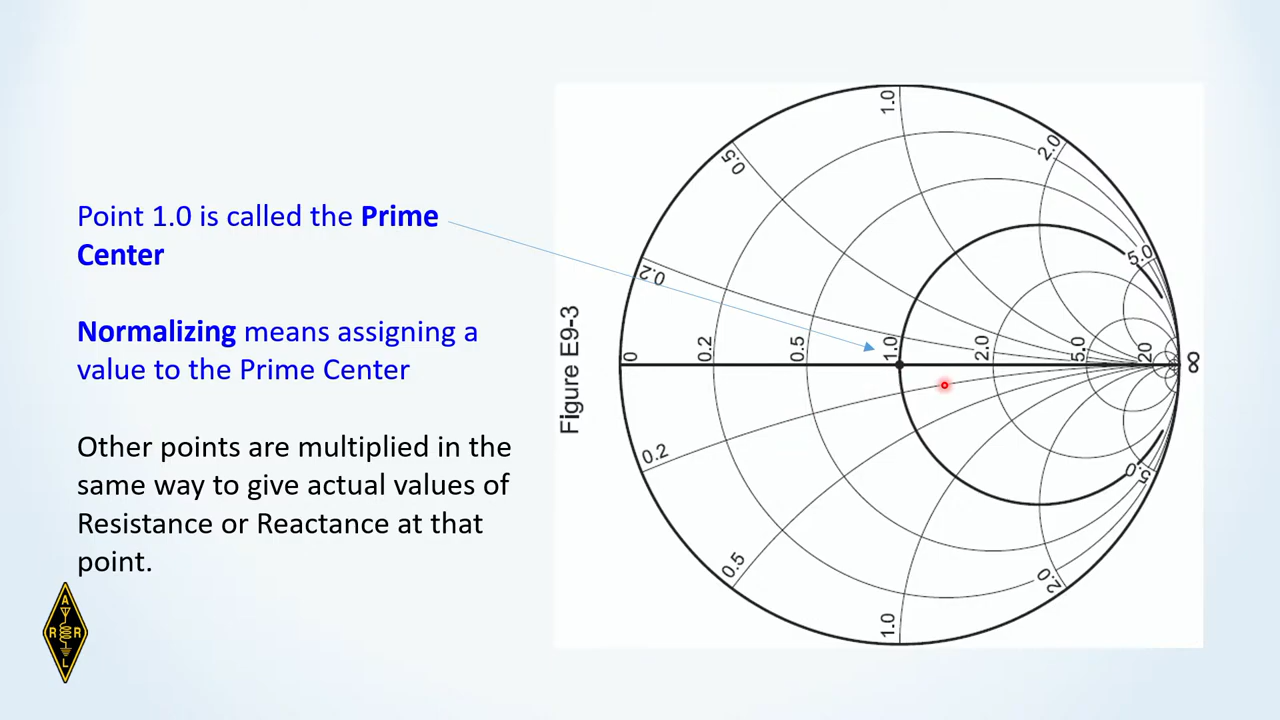 Point 1.0 is called the Prime
Center
Normalizing means assigning a
value to the Prime Center
Other points are multiplied in the
same way to give actual values of
Resistance or Reactance at that
point.
A
R R
L
Figure E9-3
1.0
0.5
2.0
0.2
5.0
0
0.2
0.5
1.0
2.0
5.0
20
∞
0.2
5.0
0.5
2.0
1.0